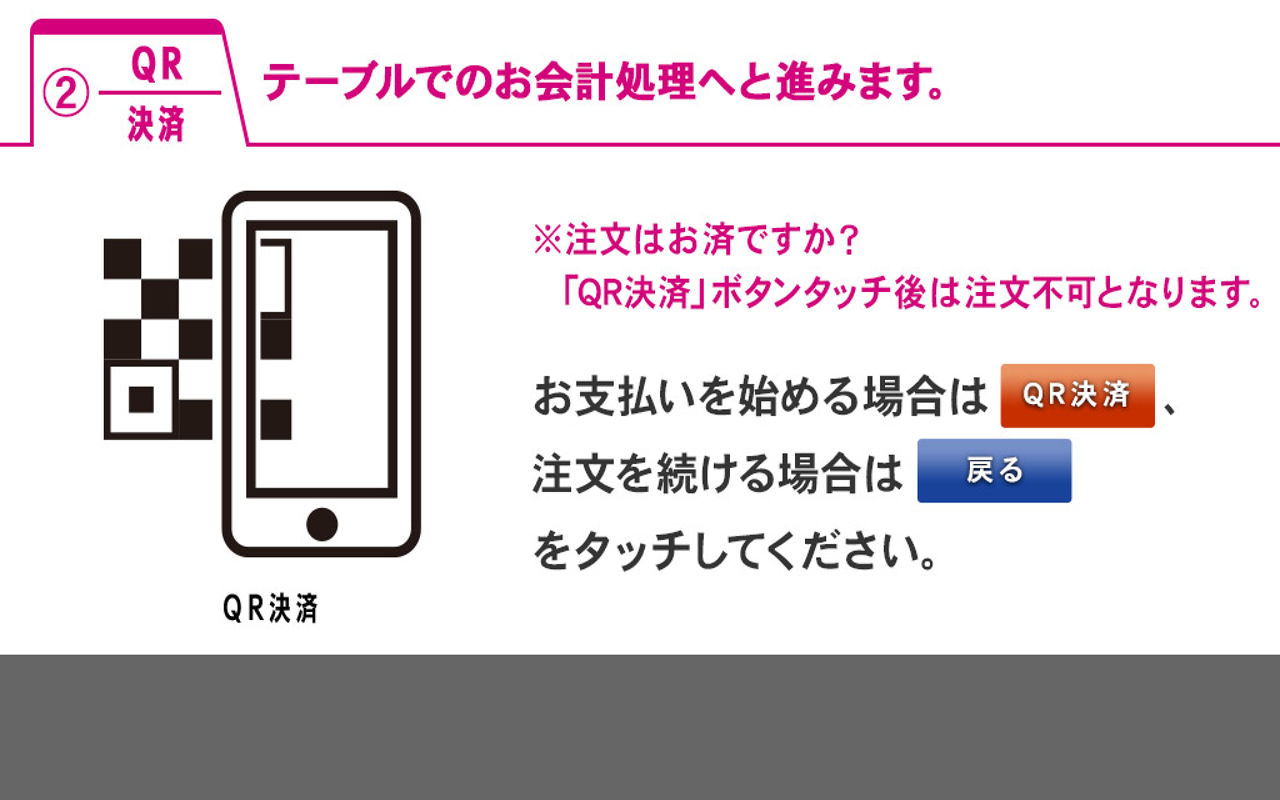 ②
QR
決済
テーブルでのお会計処理へと進みます。
※注文はお済ですか？
「QR決済」ボタンタッチ後は注文不可となります。
お支払いを始める場合は QR決済 、
注文を続ける場合は 戻る
をタッチしてください。
QR決済